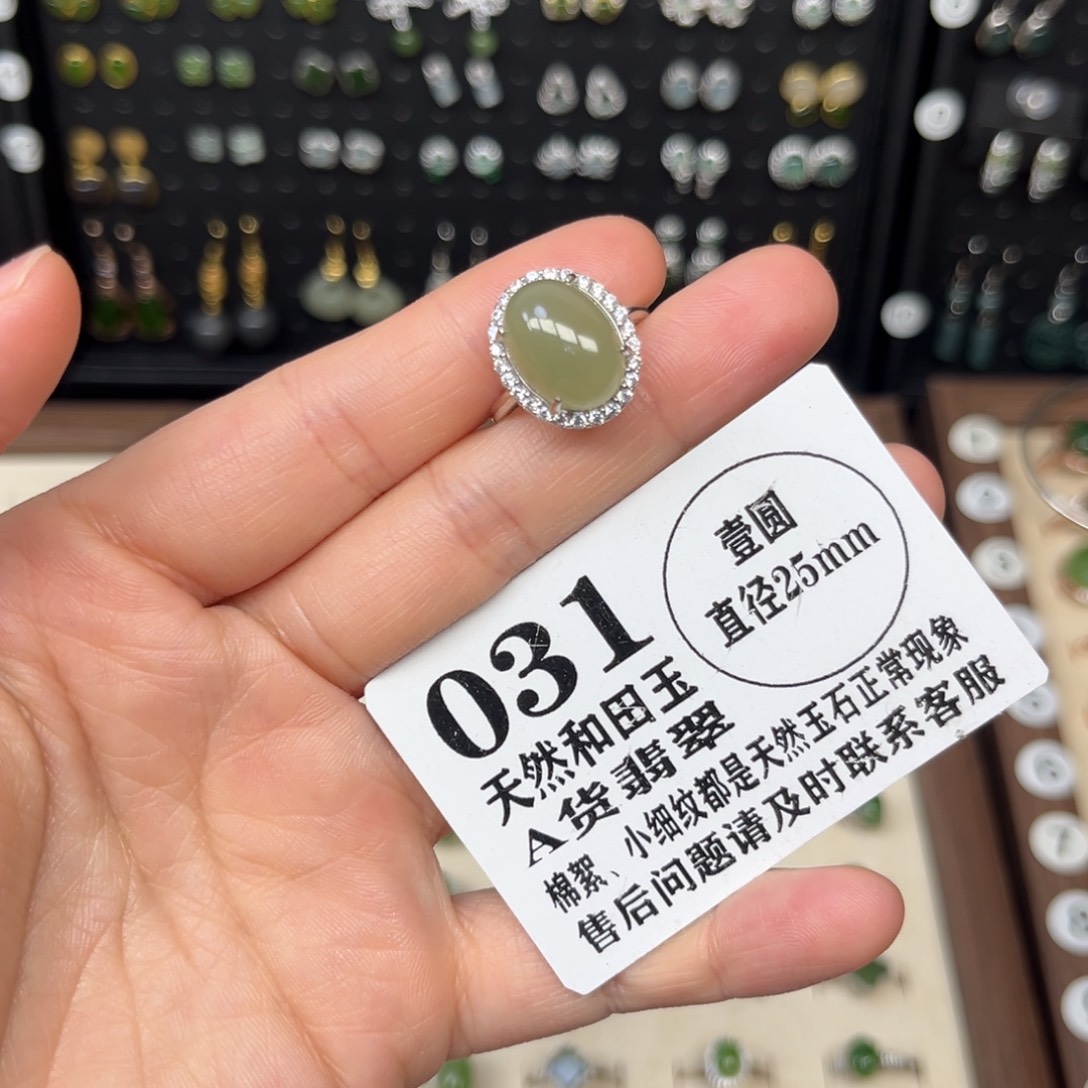 壹圆
直径25mm
031
天然和田玉
A货翡翠
棉絮、小细纹都是天然玉石正常现象
售后问题请及时联系客服